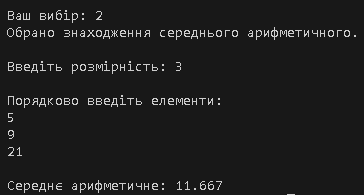 Ваш вибір: 2
Обрано знаходження середнього арифметичного.
Введіть розмірність: 3
Порядково введіть елементи:
5
9
21
Середнє арифметичне: 11.667